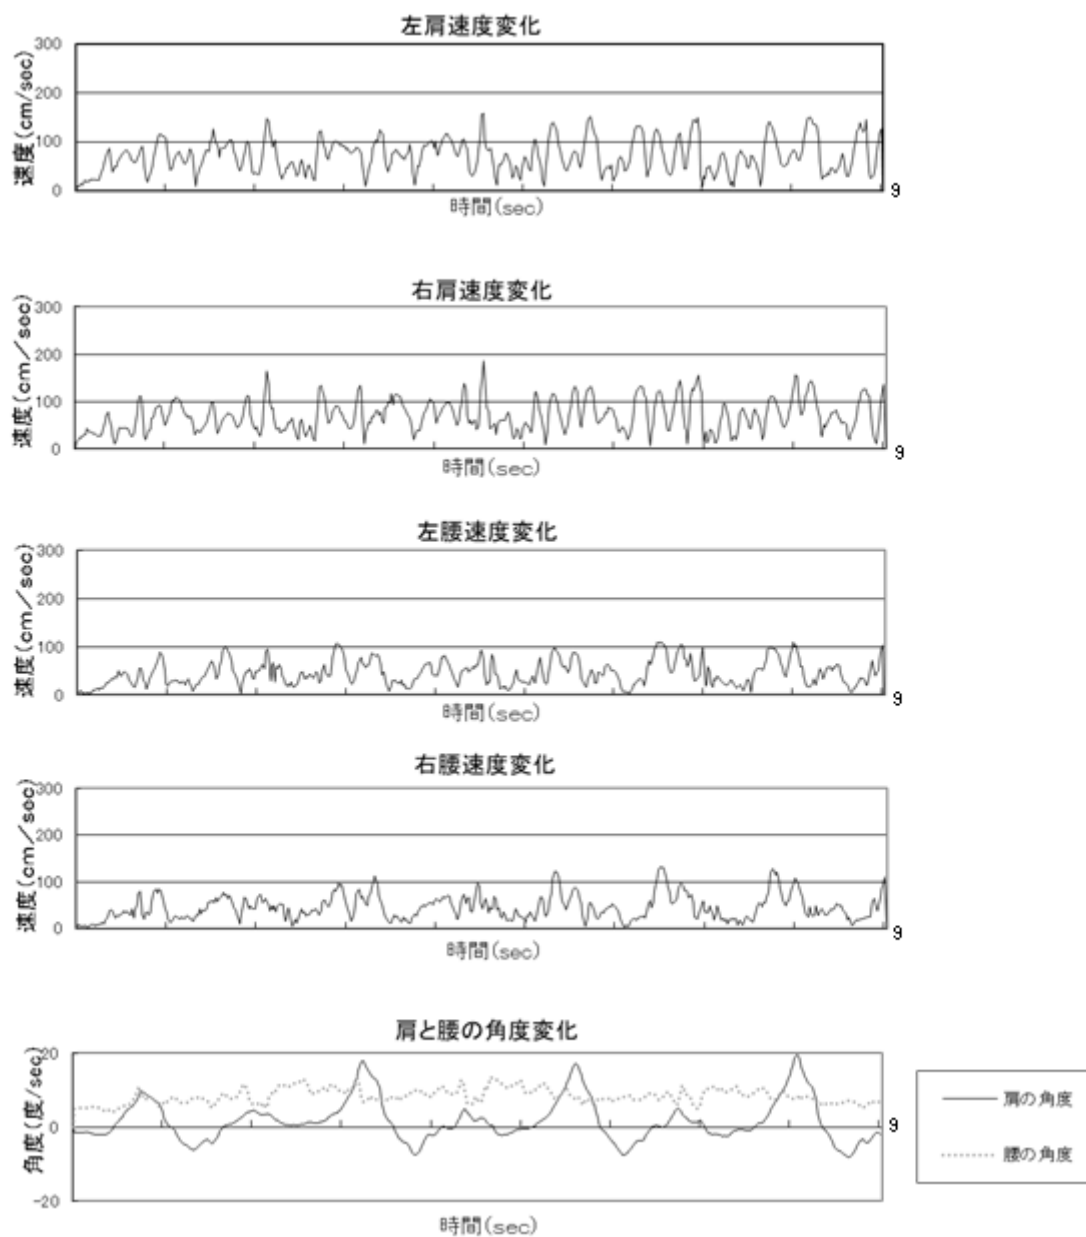 左肩速度変化
300
200
100
0
速度(cm/sec)
時間(sec)
9
右肩速度変化
300
200
100
0
速度(cm/sec)
時間(sec)
9
左腰速度変化
300
200
100
0
速度(cm/sec)
時間(sec)
9
右腰速度変化
300
200
100
0
速度(cm/sec)
時間(sec)
9
肩と腰の角度変化
20
0
-20
角度(度/sec)
時間(sec)
9
肩の角度
腰の角度